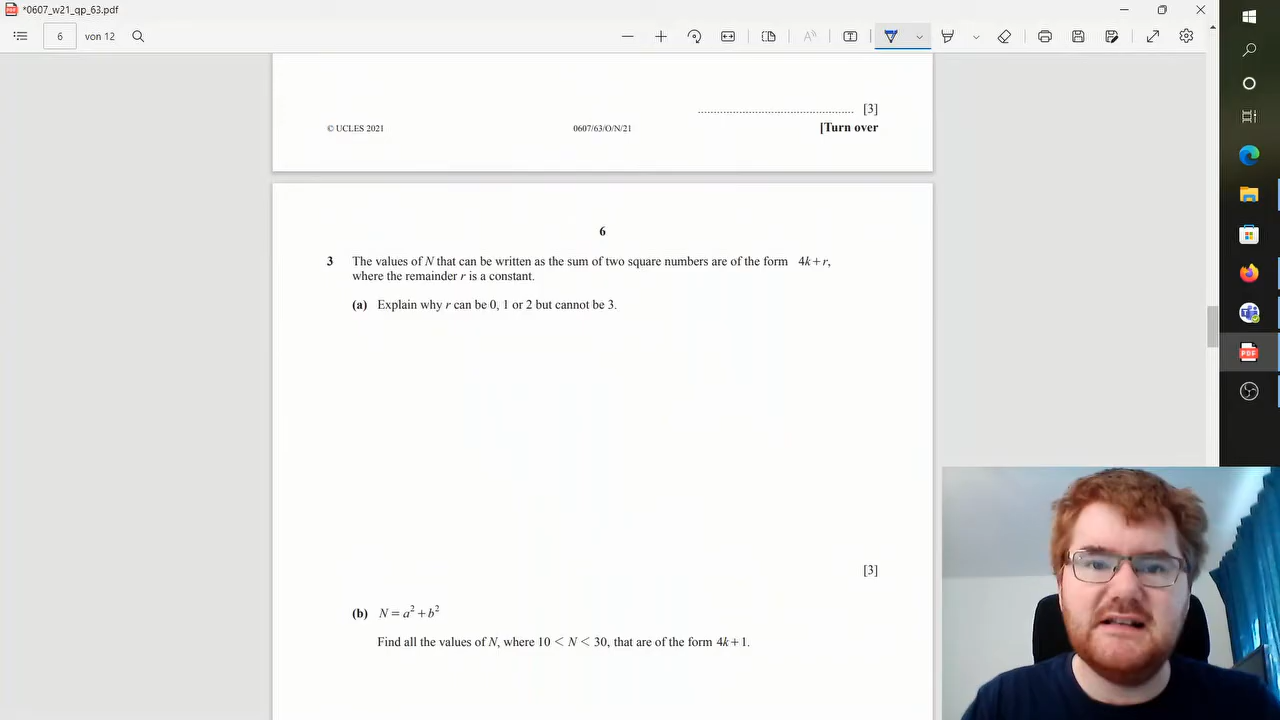 *0607_w21_qp_63.pdf
6 von 12
[3]
© UCLES 2021 0607/63/O/N/21 [Turn over
6
3 The values of N that can be written as the sum of two square numbers are of the form 4k + r,
where the remainder r is a constant.
(a) Explain why r can be 0, 1 or 2 but cannot be 3.
[3]
(b) N = a² + b²
Find all the values of N, where 10 < N < 30, that are of the form 4k + 1.
PDF